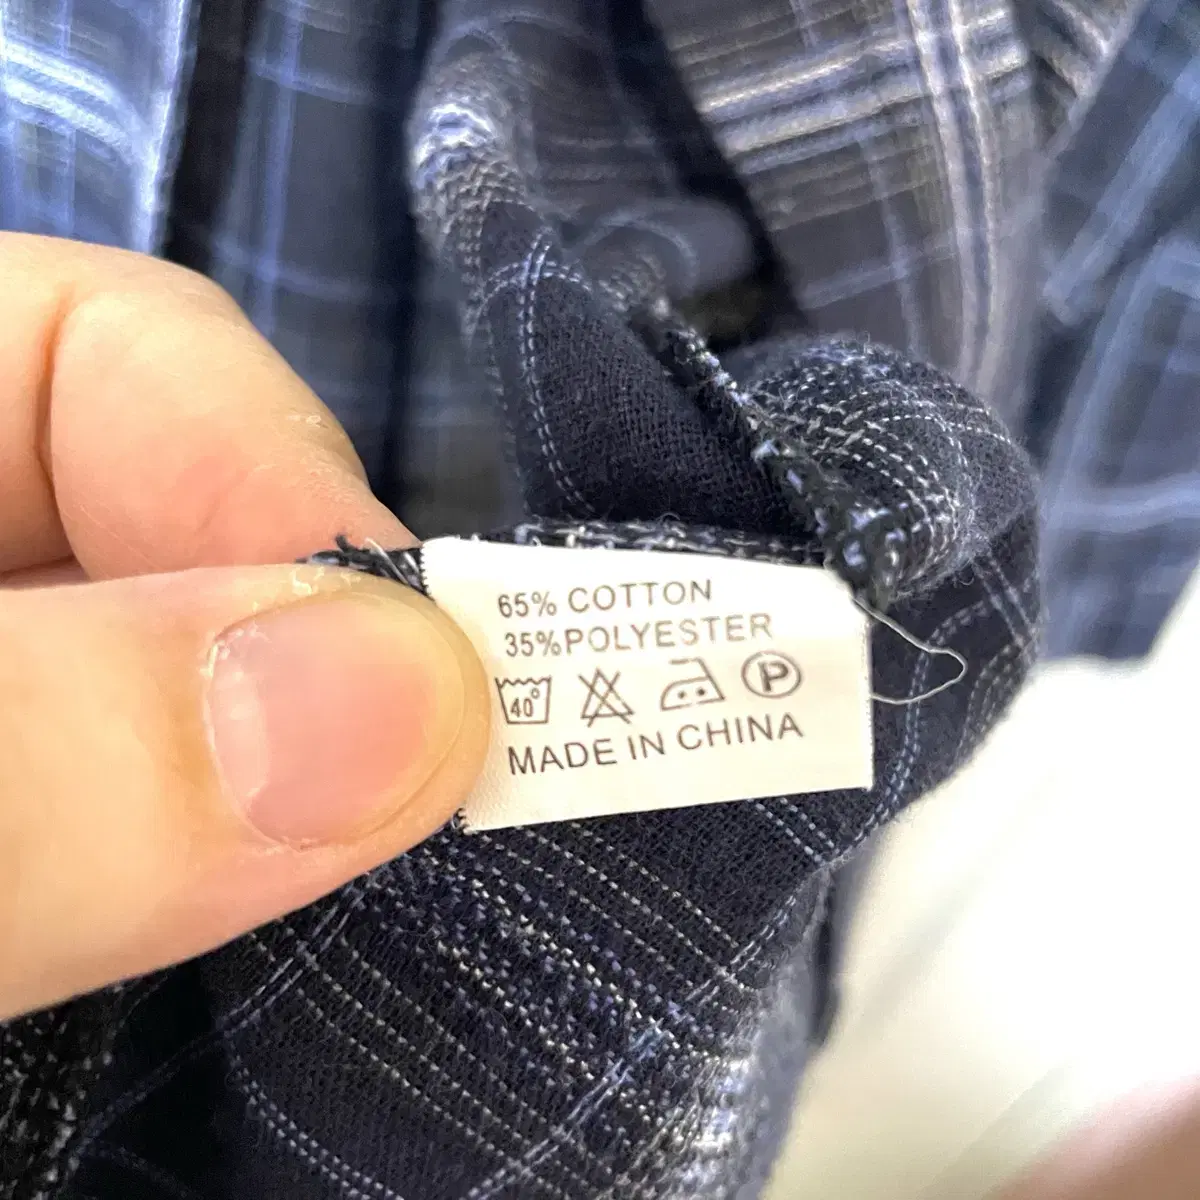 65% COTTON
35%POLYESTER
40° P
MADE IN CHINA